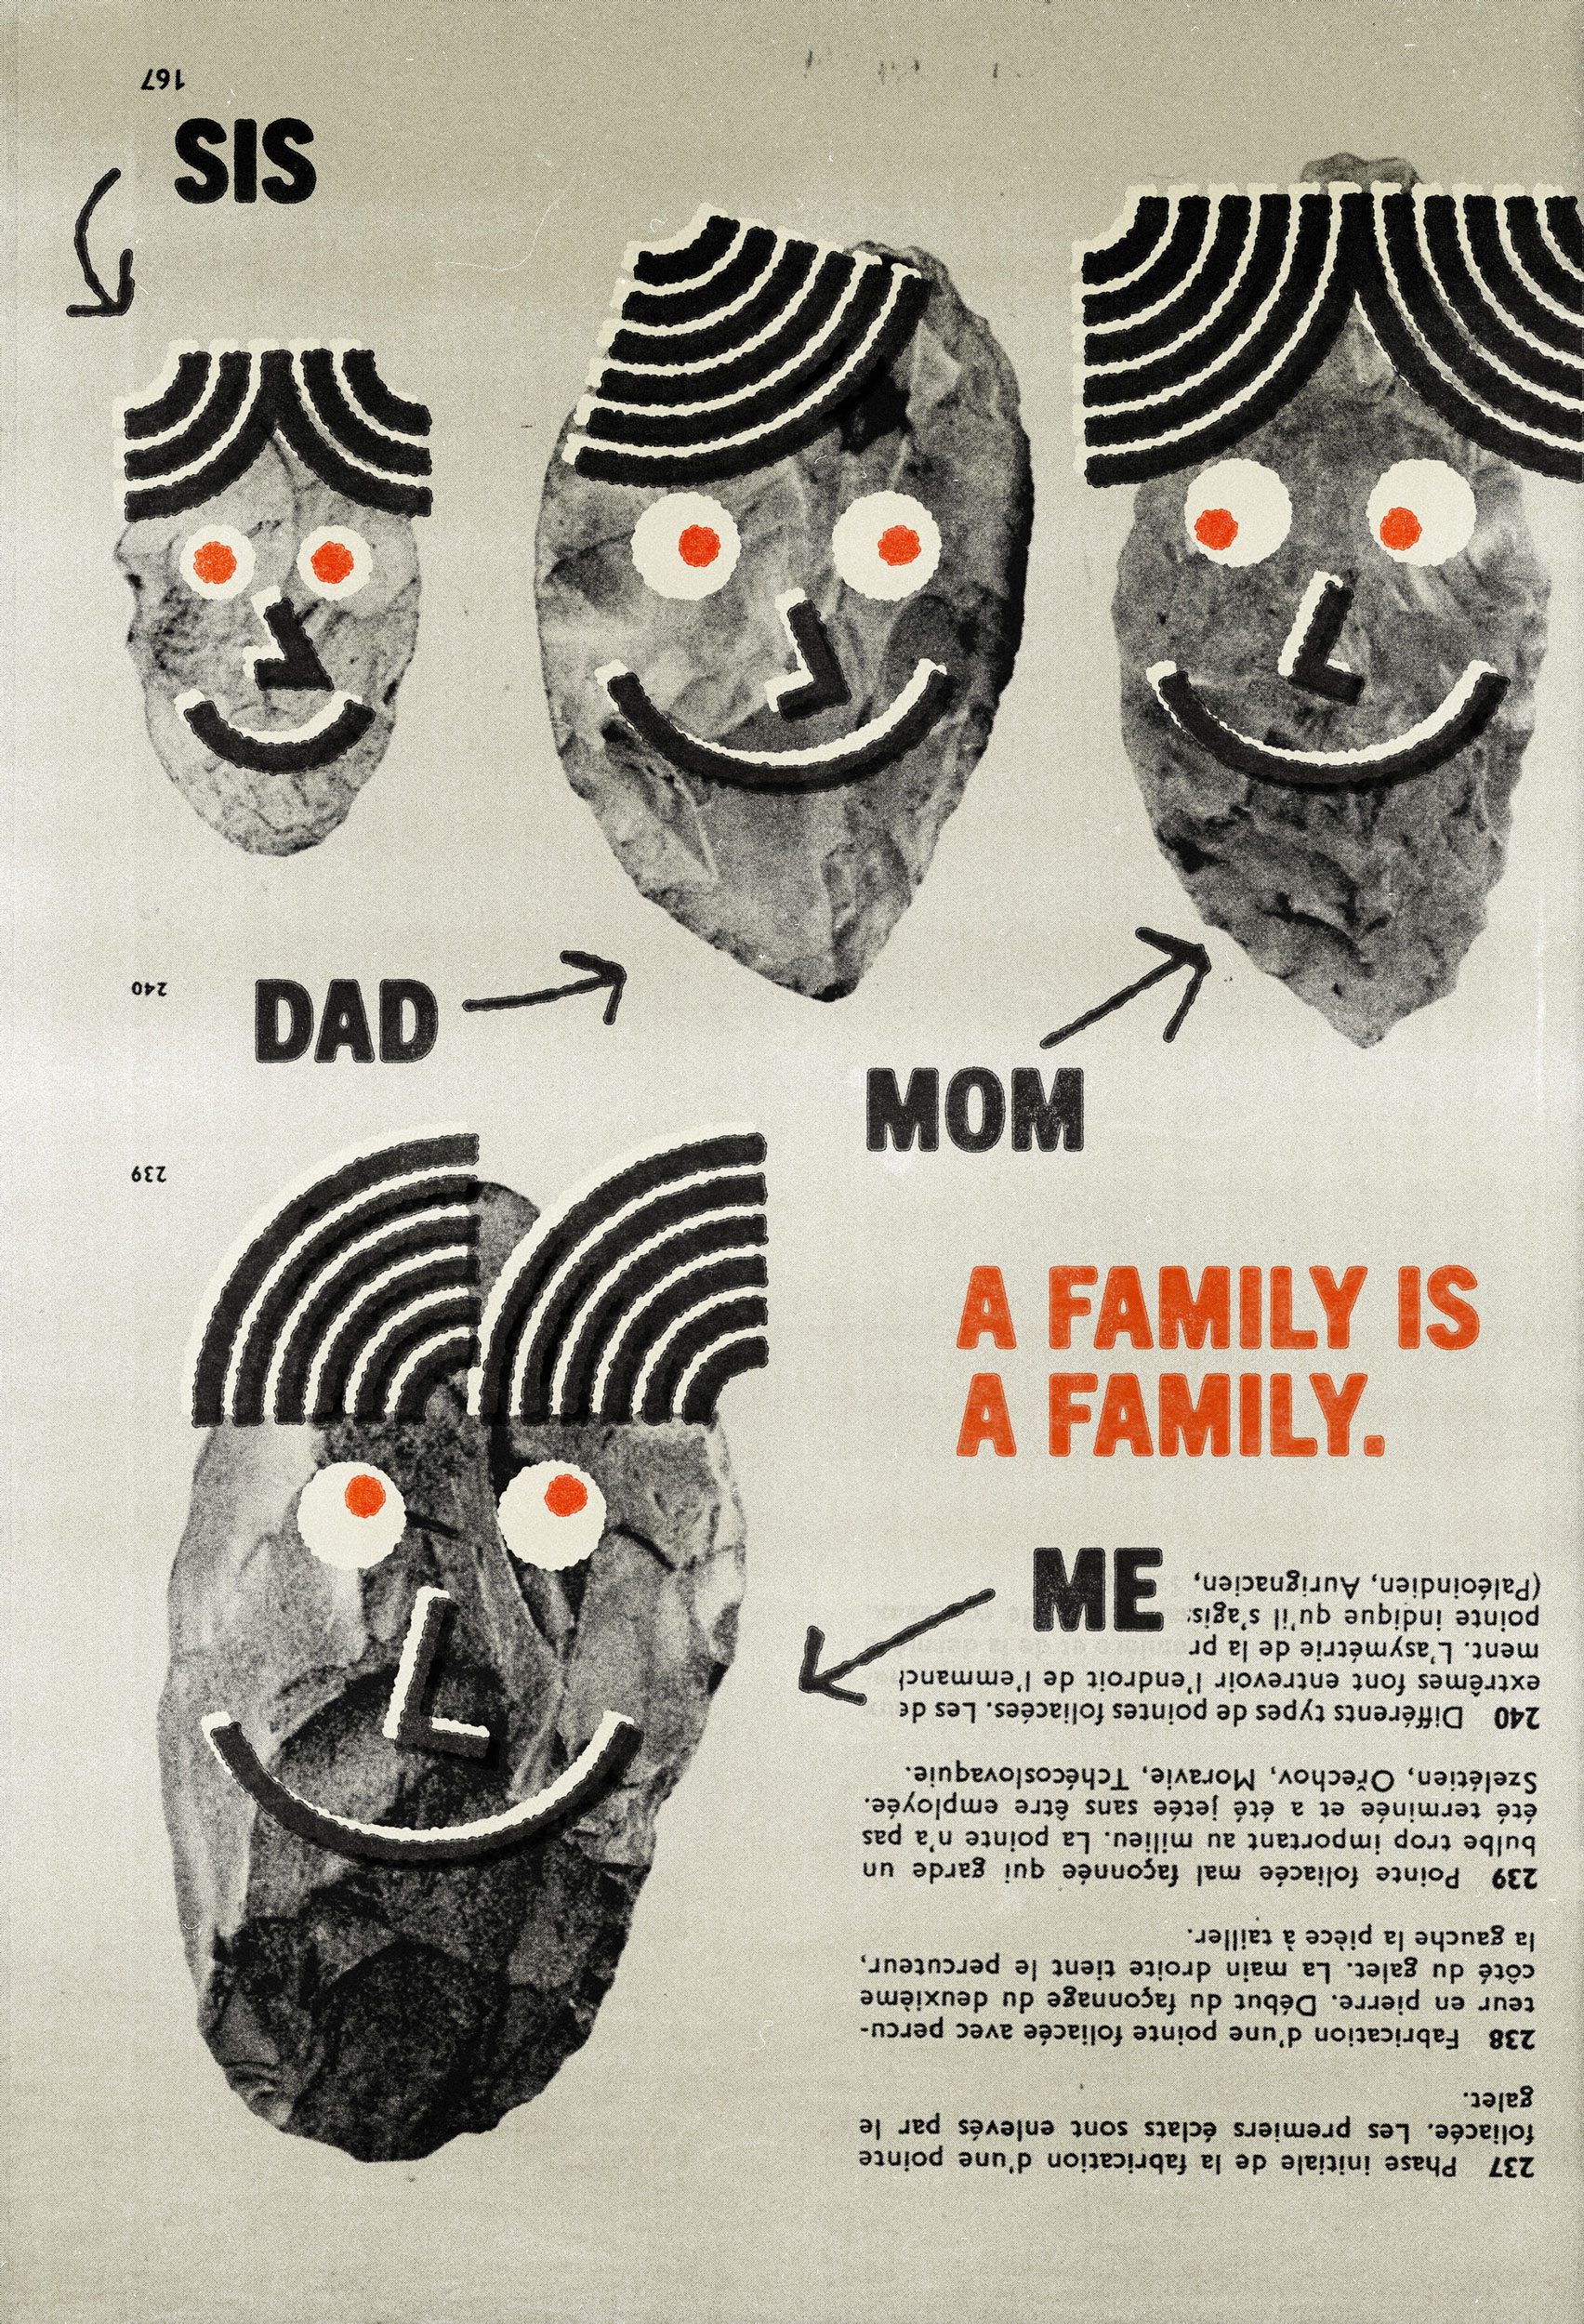 167
SIS
240
DAD
MOM
239
A FAMILY IS
A FAMILY.
ME
237 Phase initiale de la fabrication d'une pointe
foliacée. Les premiers éclats sont enlevés par le
galet.
238 Fabrication d'une pointe foliacée avec percu-
teur en pierre. Début du façonnage du deuxième
côté du galet. La main droite tient le percuteur,
la gauche la pièce à tailler.
239 Pointe foliacée mal façonnée qui garde un
bulbe trop important au milieu. La pointe n'a pas
été terminée et a été jetée sans être employée.
Szelétien, Ořechov, Moravie, Tchécoslovaquie.
240 Différents types de pointes foliacées. Les
extrêmes font entrevoir l'endroit de
ment. L'asymétrie de la
pointe indique qu'il
(Paléoindien, Aurignacien,